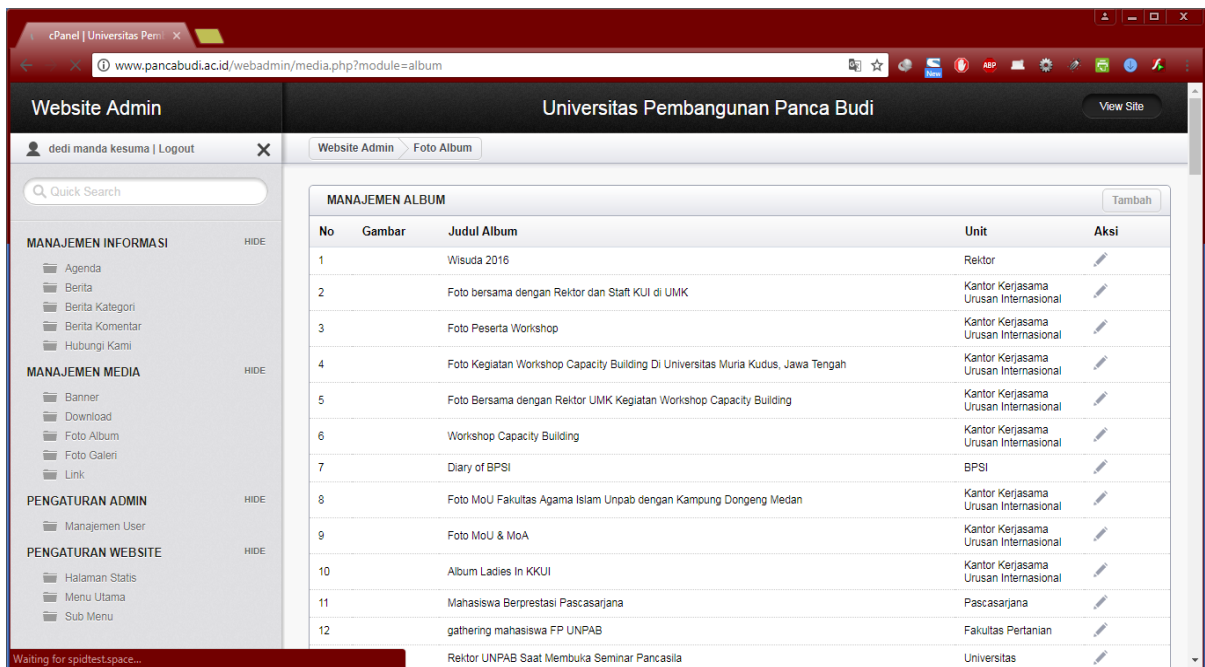 cPanel | Universitas Pem
www.pancabudi.ac.id/webadmin/media.php?module=album
New
ABP
Website Admin
Universitas Pembangunan Panca Budi
View Site
dedi manda kesuma | Logout
Website Admin
Foto Album
Quick Search
MANAJEMEN INFORMASI
HIDE
Agenda
Berita
Berita Kategori
Berita Komentar
Hubungi Kami
MANAJEMEN MEDIA
HIDE
Banner
Download
Foto Album
Foto Galeri
Link
PENGATURAN ADMIN
HIDE
Manajemen User
PENGATURAN WEBSITE
HIDE
Halaman Statis
Menu Utama
Sub Menu
Waiting for spidtest.space...
MANAJEMEN ALBUM
Tambah
No Gambar Judul Album Unit Aksi
1 Wisuda 2016 Rektor
2 Foto bersama dengan Rektor dan Staft KUI di UMK Kantor Kerjasama
Urusan Internasional
3 Foto Peserta Workshop Kantor Kerjasama
Urusan Internasional
4 Foto Kegiatan Workshop Capacity Building Di Universitas Muria Kudus, Jawa Tengah Kantor Kerjasama
Urusan Internasional
5 Foto Bersama dengan Rektor UMK Kegiatan Workshop Capacity Building Kantor Kerjasama
Urusan Internasional
6 Workshop Capacity Building Kantor Kerjasama
Urusan Internasional
7 Diary of BPSI BPSI
8 Foto MoU Fakultas Agama Islam Unpab dengan Kampung Dongeng Medan Kantor Kerjasama
Urusan Internasional
9 Foto MoU & MoA Kantor Kerjasama
Urusan Internasional
10 Album Ladies In KKUI Kantor Kerjasama
Urusan Internasional
11 Mahasiswa Berprestasi Pascasarjana Pascasarjana
12 gathering mahasiswa FP UNPAB Fakultas Pertanian
Rektor UNPAB Saat Membuka Seminar Pancasila Universitas